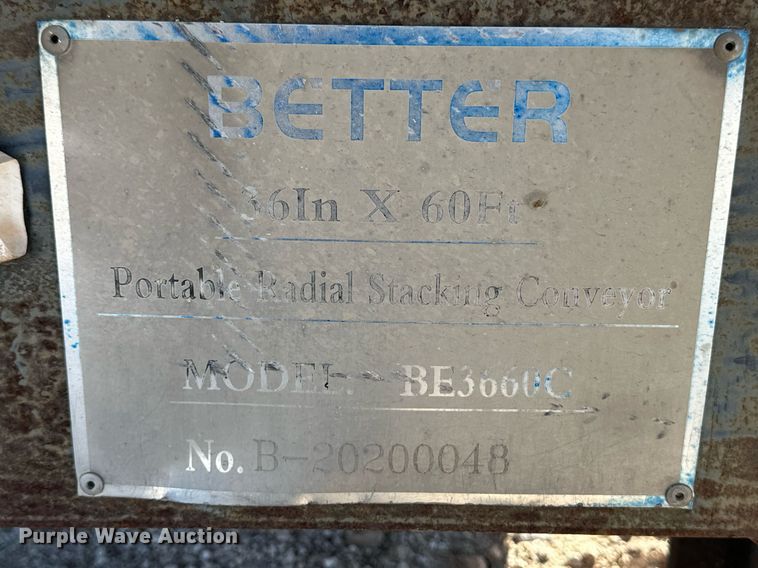 BETTER
36In X 60Ft
Portable Radial Stacking Conveyor
MODEL: BE3660C
No. B-20200048
Purple Wave Auction